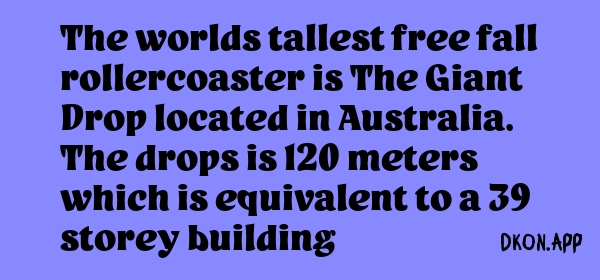 The worlds tallest free fall
rollercoaster is The Giant
Drop located in Australia.
The drops is 120 meters
which is equivalent to a 39
storey building
DKON.APP